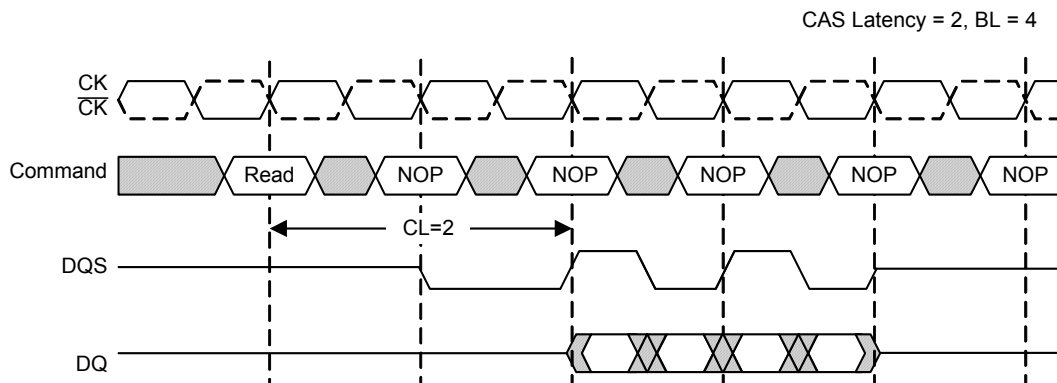 CAS Latency = 2, BL = 4
CK
CK
Command
Read
NOP
NOP
NOP
NOP
NOP
CL=2
DQS
DQ